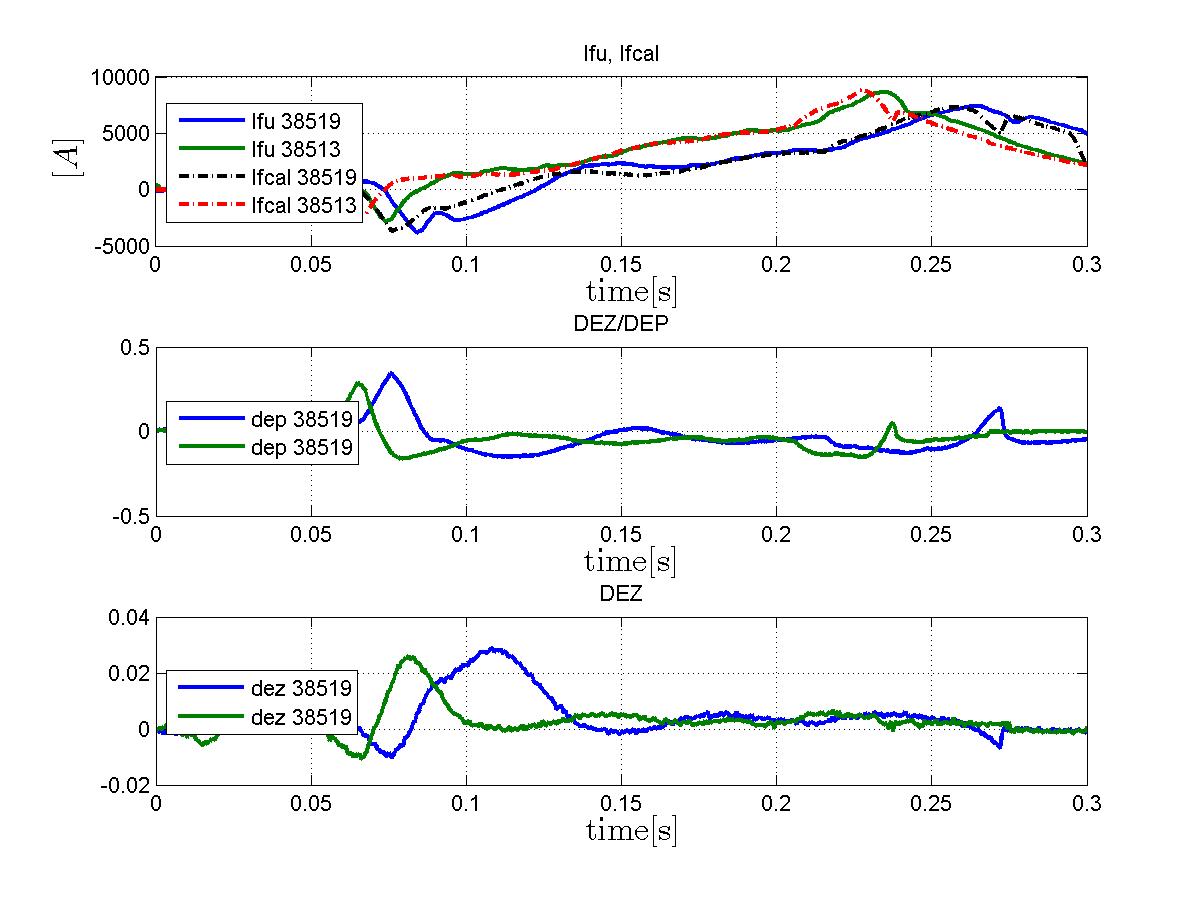 Ifu, Ifcal
10000
5000
0
-5000
[A]
Ifu 38519
Ifu 38513
Ifcal 38519
Ifcal 38513
0 0.05 0.1 0.15 0.2 0.25 0.3
time[s]
DEZ/DEP
0.5
0
-0.5
dep 38519
dep 38519
0 0.05 0.1 0.15 0.2 0.25 0.3
time[s]
DEZ
0.04
0.02
0
-0.02
dez 38519
dez 38519
0 0.05 0.1 0.15 0.2 0.25 0.3
time[s]